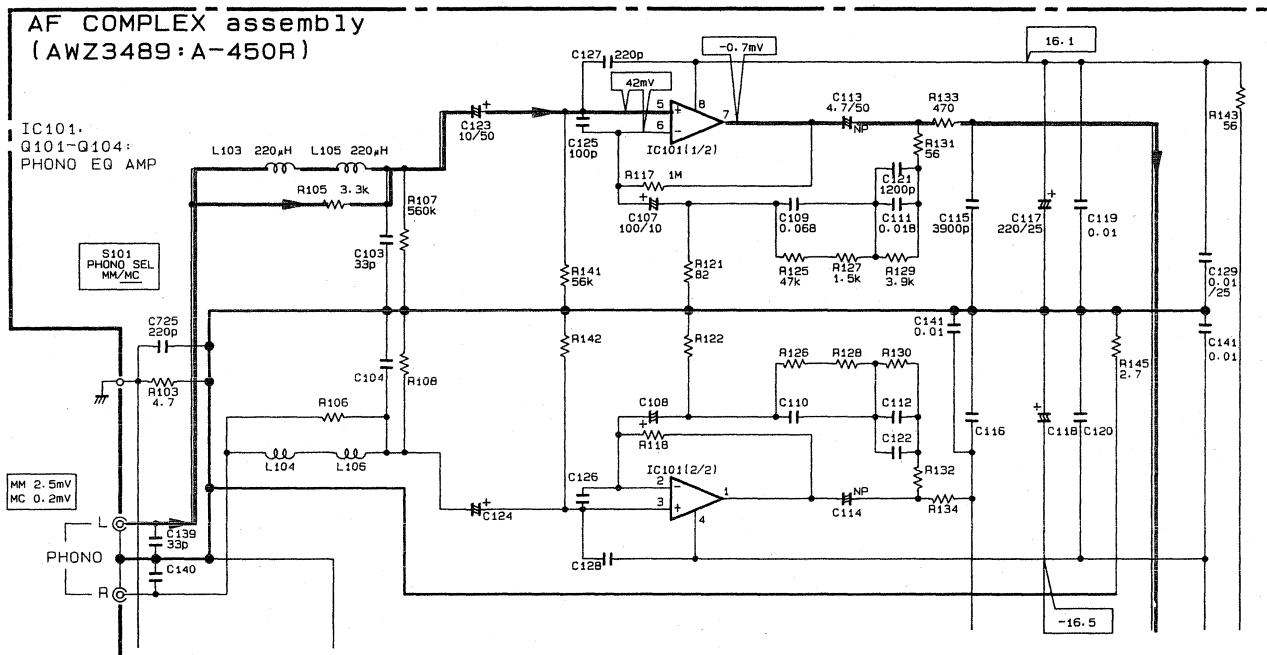 AF COMPLEX assembly
(AWZ3489:A-450R)
IC101,
Q101-Q104:
PHONO EQ AMP
C127
220p
-0.7mV
16.1
42mV
5
+
8
7
6
-
IC101(1/2)
C123
10/50
+
C125
100p
C113
4.7/50
NP
R133
470
R143
56
L103 220μH
L105 220μH
R105 3.3k
R107
560k
R117 1M
R131
56
C121
1200p
C107
100/10
+
C109
0.068
C111
0.018
C115
3900p
C117
220/25
+
C119
0.01
S101
PHONO SEL
MM/MC
C103
33p
R141
56k
R121
82
R125
47k
R127
1.5k
R129
3.9k
C129
0.01
/25
C725
220p
R142
R122
C141
0.01
C141
0.01
R145
2.7
R103
4.7
C104
R108
R126
R128
R130
R106
C108
+
C110
C112
C116
+
C118
C120
L104
L106
R118
C122
MM 2.5mV
MC 0.2mV
C126
IC101(2/2)
2
-
3
+
1
4
R132
NP
C114
R134
+
C124
L
C139
33p
PHONO
C140
C128
R
-16.5